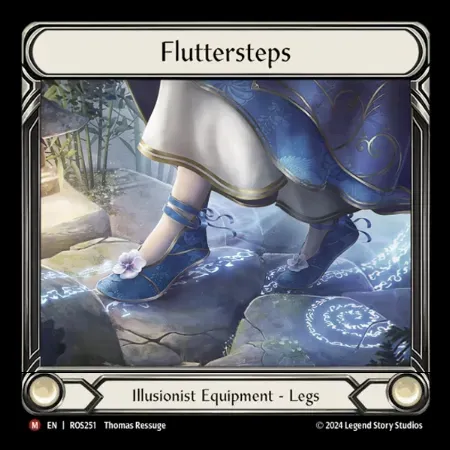 Fluttersteps
Illusionist Equipment - Legs
M EN | ROS251 Thomas Ressuge © 2024 Legend Story Studios